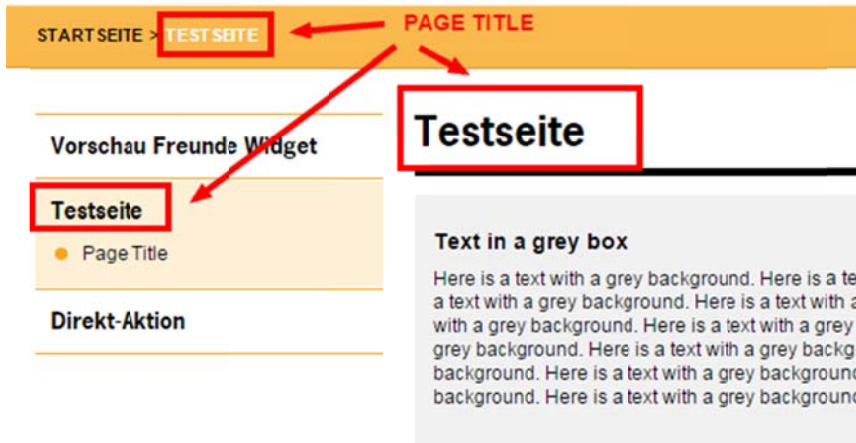 STARTSEITE > TESTSEITE
PAGE TITLE
Vorschau Freunde Widget
Testseite
Page Title
Direkt-Aktion
Testseite
Text in a grey box
Here is a text with a grey background. Here is a te
a text with a grey background. Here is a text with a
with a grey background. Here is a text with a grey
grey background. Here is a text with a grey backg
background. Here is a text with a grey background
background. Here is a text with a grey background